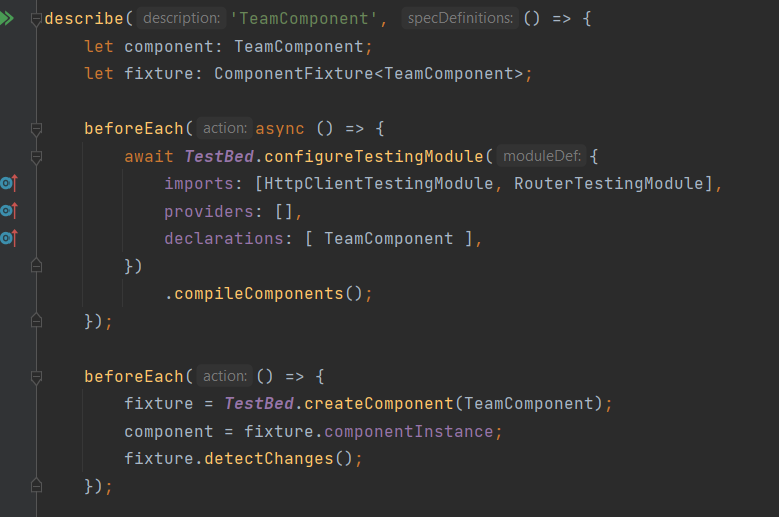 describe( description: 'TeamComponent', specDefinitions: () => {
    let component: TeamComponent;
    let fixture: ComponentFixture<TeamComponent>;

    beforeEach( action: async () => {
        await TestBed.configureTestingModule( moduleDef: {
            imports: [HttpClientTestingModule, RouterTestingModule],
            providers: [],
            declarations: [ TeamComponent ],
        })
            .compileComponents();
    });

    beforeEach( action: () => {
        fixture = TestBed.createComponent(TeamComponent);
        component = fixture.componentInstance;
        fixture.detectChanges();
    });